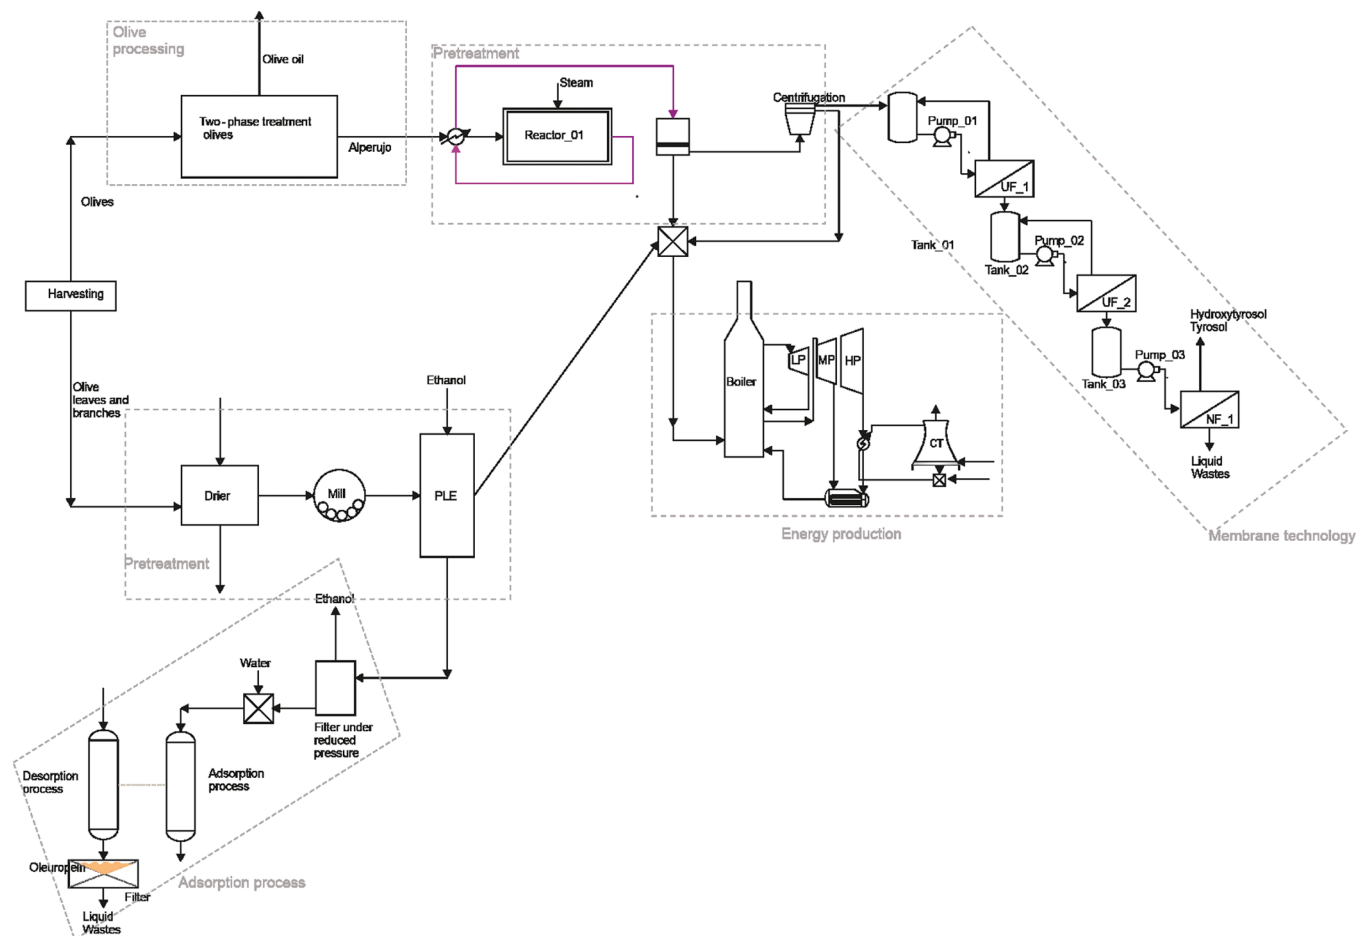 Olive
processing
Olive oil
Two-phase treatment
olives
Alperujo
Olives
Harvesting
Olive
leaves and
branches
Pretreatment
Steam
Reactor_01
Centrifugation
Pump_01
UF_1
Tank_01
Tank_02
Pump_02
UF_2
Tank_03
Pump_03
Hydroxytyrosol
Tyrosol
NF_1
Liquid
Wastes
Membrane technology
Boiler
LP
MP
HP
CT
Energy production
Ethanol
Drier
Mill
PLE
Pretreatment
Ethanol
Water
Filter under
reduced
pressure
Desorption
process
Adsorption
process
Oleuropein
Filter
Liquid
Wastes
Adsorption process